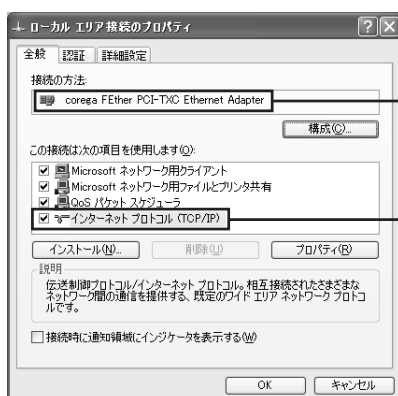 ローカル エリア接続のプロパティ
全般 認証 詳細設定
接続の方法:
corega FEther PCI-TXC Ethernet Adapter
構成(C)...
この接続は次の項目を使用します(O):
Microsoft ネットワーク用クライアント
Microsoft ネットワーク用ファイルとプリンタ共有
QoS パケット スケジューラ
インターネット プロトコル (TCP/IP)
インストール(N)... 削除(U) プロパティ(R)
説明
伝送制御プロトコル/インターネット プロトコル。相互接続されたさまざまな
ネットワーク間の通信を提供する、既定のワイド エリア ネットワーク プロトコ
ルです。
接続時に通知領域にインジケータを表示する(W)
OK キャンセル